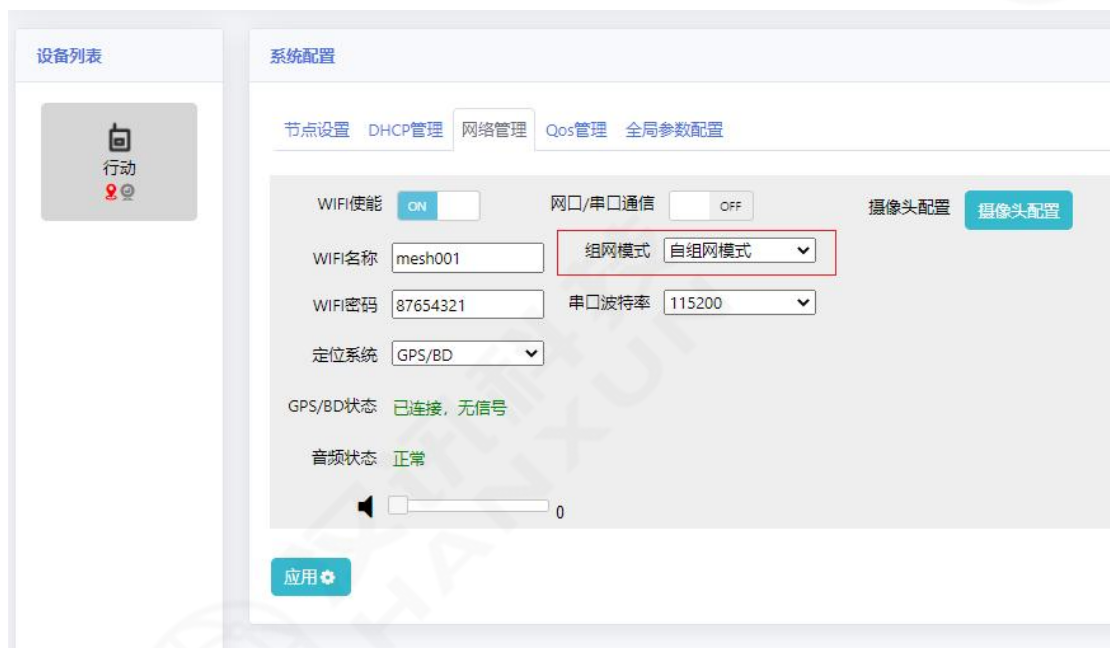 设备列表
行动
系统配置
节点设置 DHCP管理 网络管理 Qos管理 全局参数配置
WIFI使能 ON 网口/串口通信 OFF 摄像头配置 摄像头配置
WIFI名称 mesh001 组网模式 自组网模式
WIFI密码 87654321 串口波特率 115200
定位系统 GPS/BD
GPS/BD状态 已连接, 无信号
音频状态 正常
0
应用
汉讯科技
HANXUN